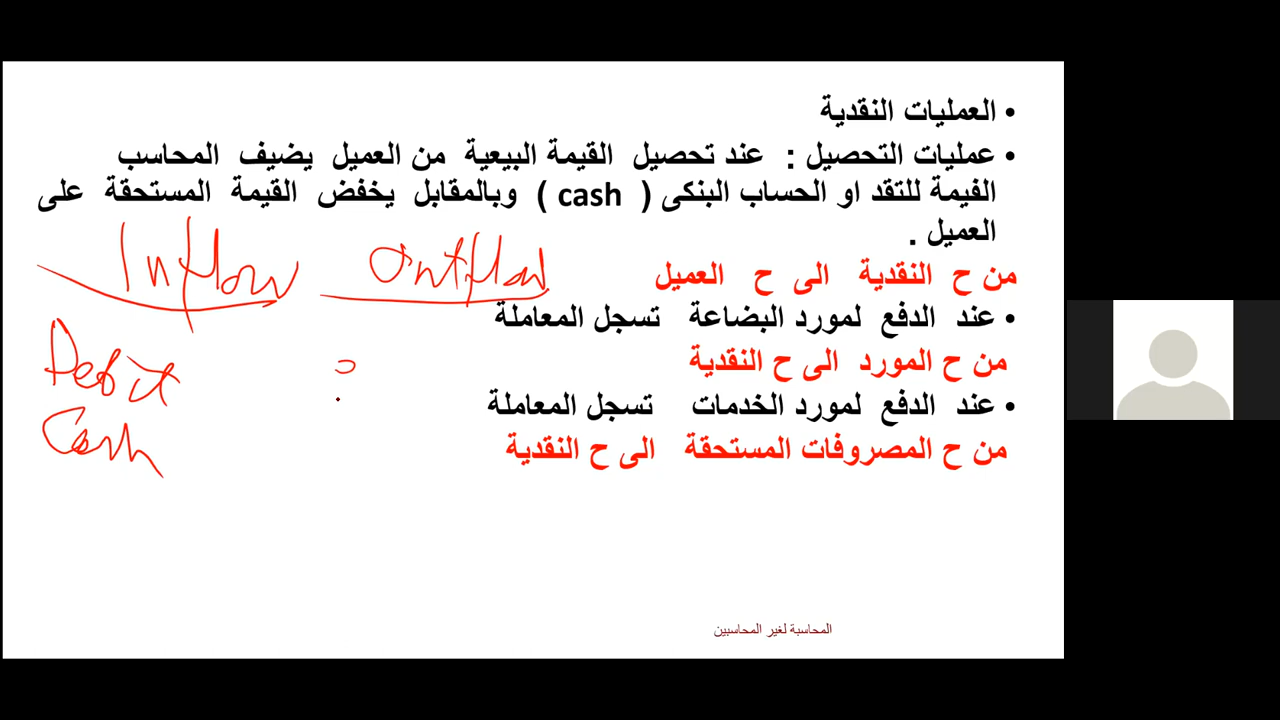 • العمليات النقدية
• عمليات التحصيل : عند تحصيل القيمة البيعية من العميل يضيف المحاسب
القيمة للنقد او الحساب البنكى ( cash ) وبالمقابل يخفض القيمة المستحقة على
العميل .
Inflow Outflow
من ح النقدية الى ح العميل
• عند الدفع لمورد البضاعة تسجل المعاملة
Debit
من ح المورد الى ح النقدية
• عند الدفع لمورد الخدمات تسجل المعاملة
Cash
من ح المصروفات المستحقة الى ح النقدية
المحاسبة لغير المحاسبين